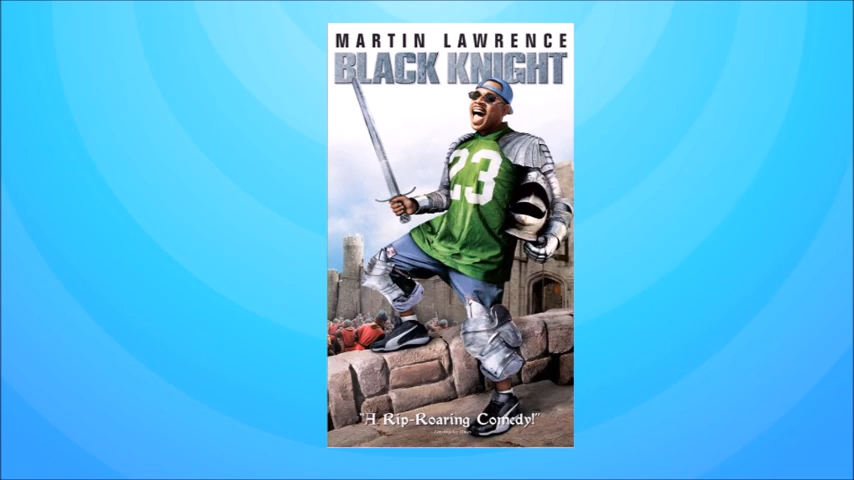 MARTIN LAWRENCE
BLACK KNIGHT
23
"A Rip-Roaring Comedy!"